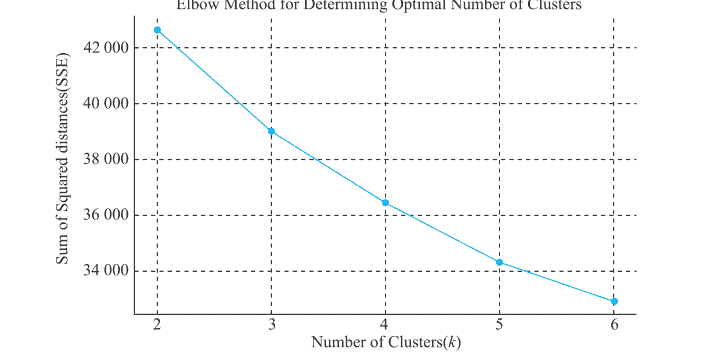 Elbow Method for Determining Optimal Number of Clusters
42 000
40 000
38 000
36 000
34 000
Sum of Squared distances(SSE)
2 3 4 5 6
Number of Clusters(k)